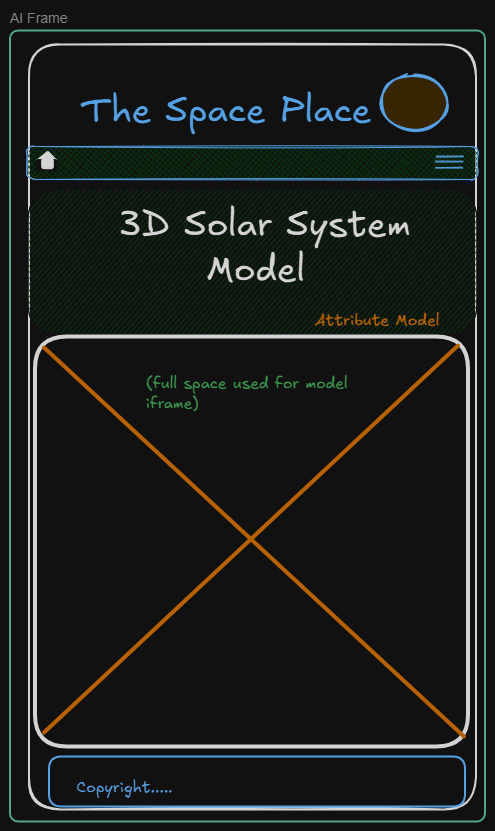 AI Frame
The Space Place
3D Solar System
Model
Attribute Model
(full space used for model
iframe)
Copyright.....